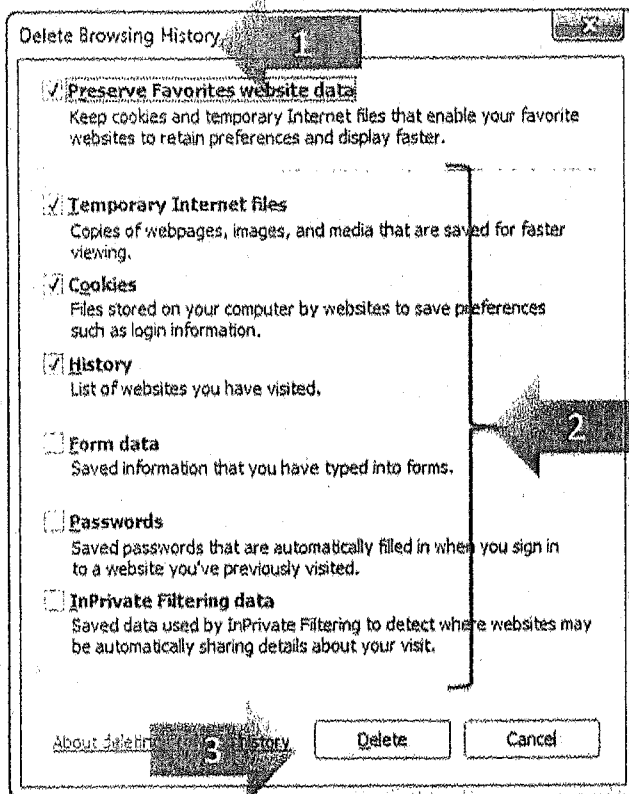 Delete Browsing History
1
Preserve Favorites website data
Keep cookies and temporary Internet files that enable your favorite
websites to retain preferences and display faster.
Temporary Internet files
Copies of webpages, images, and media that are saved for faster
viewing.
Cookies
Files stored on your computer by websites to save preferences
such as login information.
History
List of websites you have visited.
2
Form data
Saved information that you have typed into forms.
Passwords
Saved passwords that are automatically filled in when you sign in
to a website you've previously visited.
InPrivate Filtering data
Saved data used by InPrivate Filtering to detect where websites may
be automatically sharing details about your visit.
About history
3
Delete
Cancel